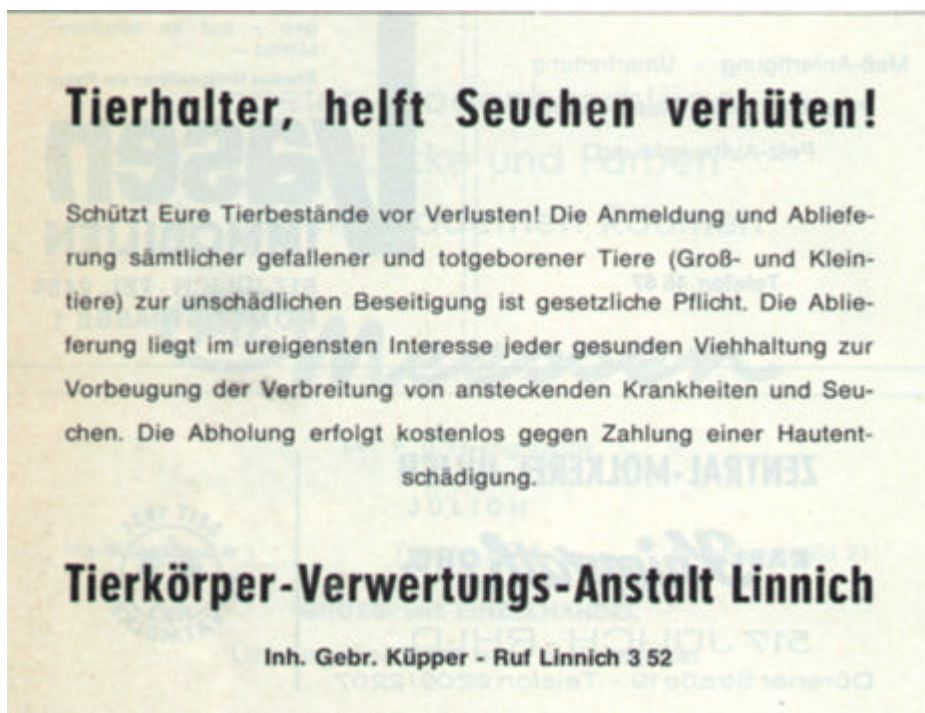 Tierhalter, helft Seuchen verhüten!
Schützt Eure Tierbestände vor Verlusten! Die Anmeldung und Abliefe-
rung sämtlicher gefallener und totgeborener Tiere (Groß- und Klein-
tiere) zur unschädlichen Beseitigung ist gesetzliche Pflicht. Die Ablie-
ferung liegt im ureigensten Interesse jeder gesunden Viehhaltung zur
Vorbeugung der Verbreitung von ansteckenden Krankheiten und Seu-
chen. Die Abholung erfolgt kostenlos gegen Zahlung einer Hautent-
schädigung.
Tierkörper-Verwertungs-Anstalt Linnich
Inh. Gebr. Küpper - Ruf Linnich 3 52